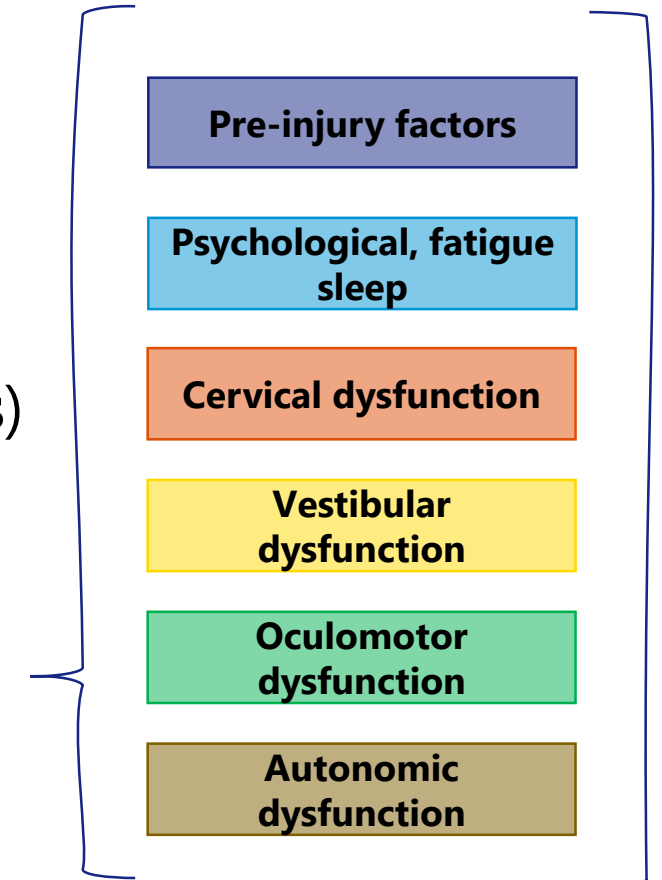 Pre-injury factors
Psychological, fatigue
sleep
s)
Cervical dysfunction
Vestibular
dysfunction
Oculomotor
dysfunction
Autonomic
dysfunction